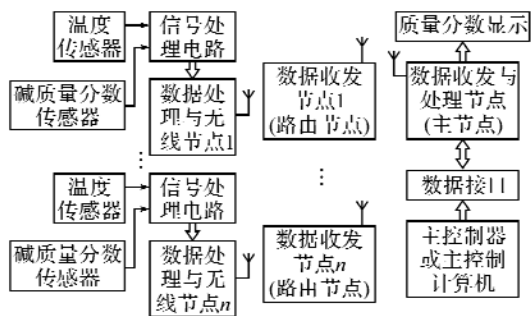 温度
传感器
信号处
理电路
碱质量分数
传感器
数据处
理与无
线节点1
数据收发
节点1
(路由节点)
质量分数显示
数据收发与
处理节点
(主节点)
数据接口
主控制器
或主控制
计算机
⋮
⋮
温度
传感器
信号处
理电路
碱质量分数
传感器
数据处
理与无
线节点n
数据收发
节点n
(路由节点)